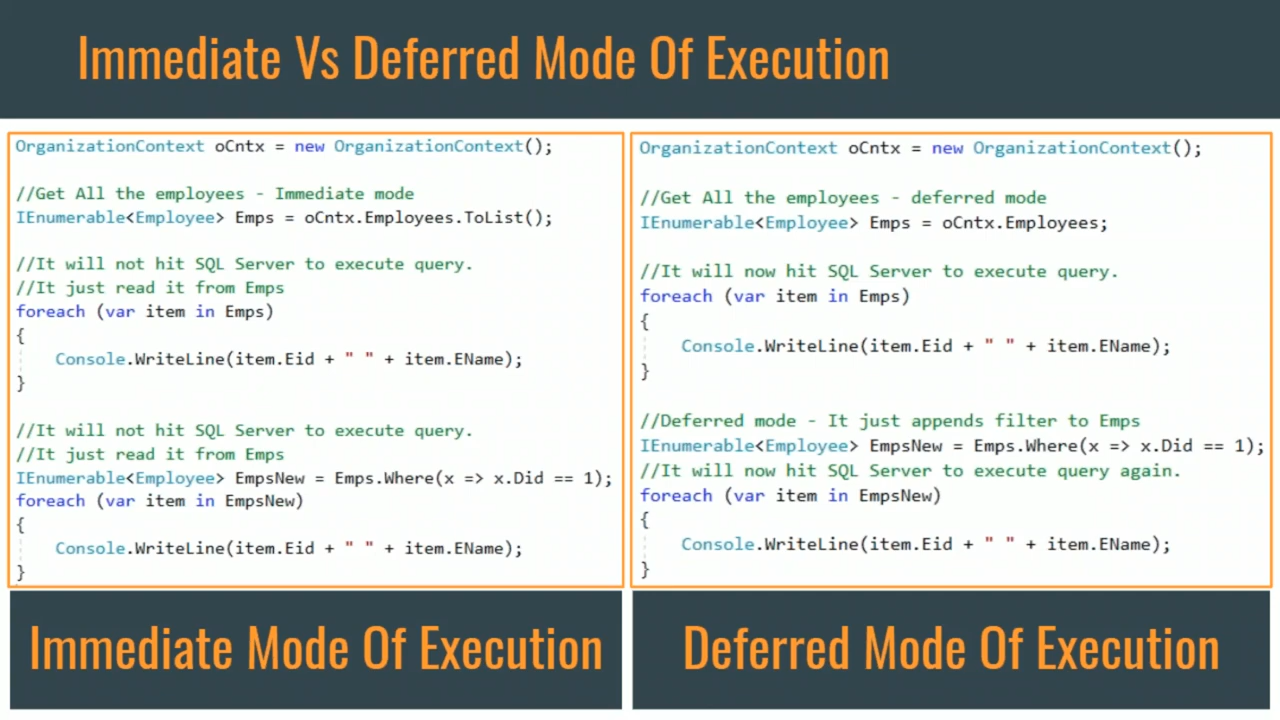 Immediate Vs Deferred Mode Of Execution
OrganizationContext oCntx = new OrganizationContext();
//Get All the employees - Immediate mode
IEnumerable<Employee> Emps = oCntx.Employees.ToList();
//It will not hit SQL Server to execute query.
//It just read it from Emps
foreach (var item in Emps)
{
    Console.WriteLine(item.Eid + " " + item.EName);
}
//It will not hit SQL Server to execute query.
//It just read it from Emps
IEnumerable<Employee> EmpsNew = Emps.Where(x => x.Did == 1);
foreach (var item in EmpsNew)
{
    Console.WriteLine(item.Eid + " " + item.EName);
}
Immediate Mode Of Execution
OrganizationContext oCntx = new OrganizationContext();
//Get All the employees - deferred mode
IEnumerable<Employee> Emps = oCntx.Employees;
//It will now hit SQL Server to execute query.
foreach (var item in Emps)
{
    Console.WriteLine(item.Eid + " " + item.EName);
}
//Deferred mode - It just appends filter to Emps
IEnumerable<Employee> EmpsNew = Emps.Where(x => x.Did == 1);
//It will now hit SQL Server to execute query again.
foreach (var item in EmpsNew)
{
    Console.WriteLine(item.Eid + " " + item.EName);
}
Deferred Mode Of Execution